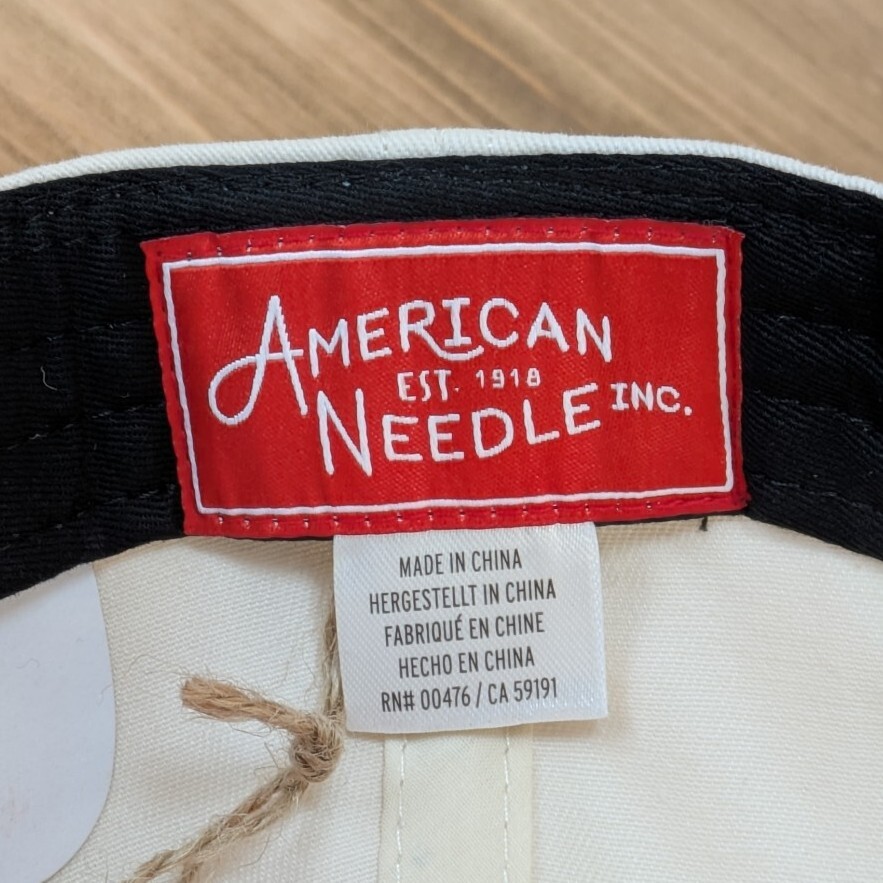 AMERICAN
EST. 1918
NEEDLE INC.
MADE IN CHINA
HERGESTELLT IN CHINA
FABRIQUÉ EN CHINE
HECHO EN CHINA
RN# 00476 / CA 59191